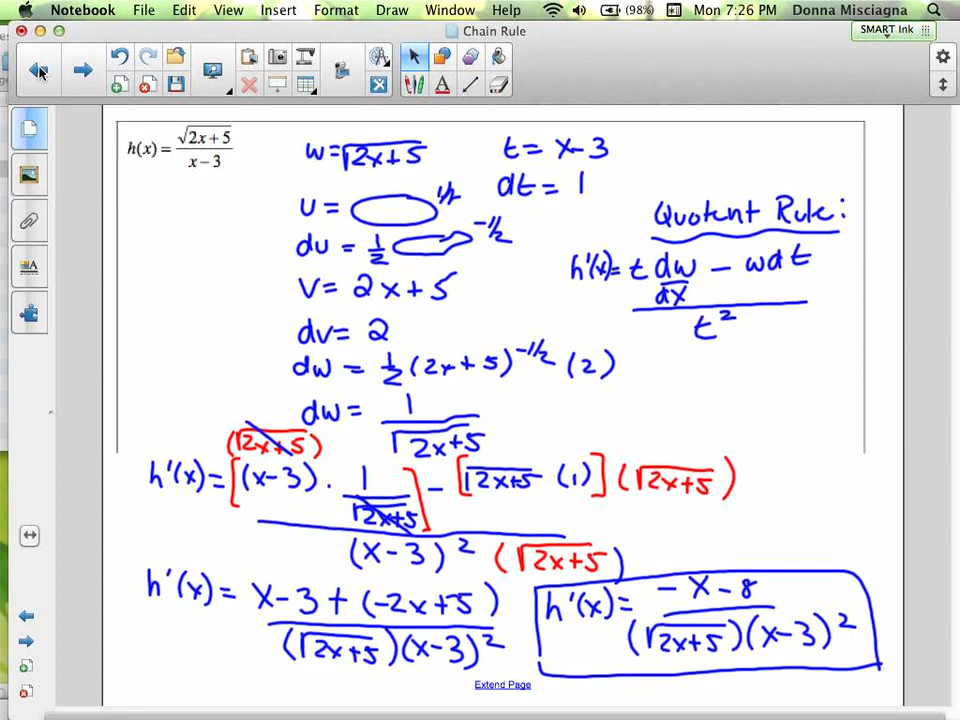 Notebook File Edit View Insert Format Draw Window Help (98%) Mon 7:26 PM Donna Misciagna
Chain Rule
SMART Ink
h(x) = √(2x + 5) / (x − 3)
w = √(2x+5)
t = x-3
dt = 1
u = ( )^1/2
du = 1/2 ( )^-1/2
v = 2x+5
dv = 2
dw = 1/2 (2x+5)^-1/2 (2)
dw = 1 / √(2x+5)
Quotent Rule:
h'(x) = (t dw/dx - w dt) / t²
(√(2x+5))
h'(x) = [(x-3) · 1/√(2x+5)] - [√(2x+5) (1)] (√(2x+5))
(x-3)² (√(2x+5))
h'(x) = (x-3 + (-2x+5)) / ((√(2x+5))(x-3)²)
h'(x) = (-x-8) / ((√(2x+5))(x-3)²)
Extend Page